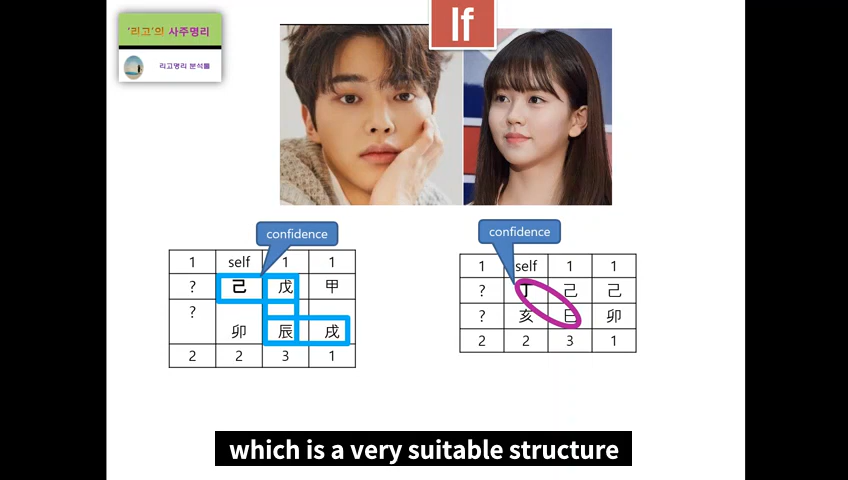 If
'리고'의 사주명리
리고명리 분석툴
confidence
confidence
1 self 1 1
? 己 戊 甲
? 卯 辰 戌
2 2 3 1
1 self 1 1
? 丁 己 己
? 亥 巳 卯
2 2 3 1
which is a very suitable structure